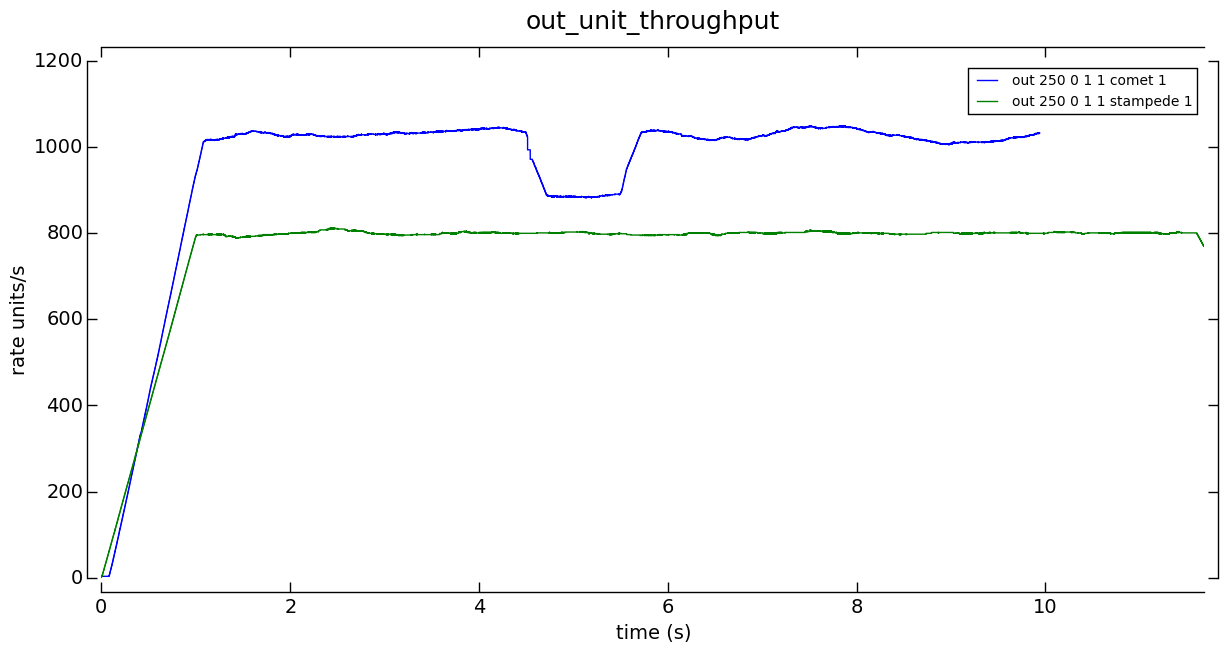 out_unit_throughput
1200
1000
800
600
400
200
0
rate units/s
out 250 0 1 1 comet 1
out 250 0 1 1 stampede 1
0 2 4 6 8 10
time (s)